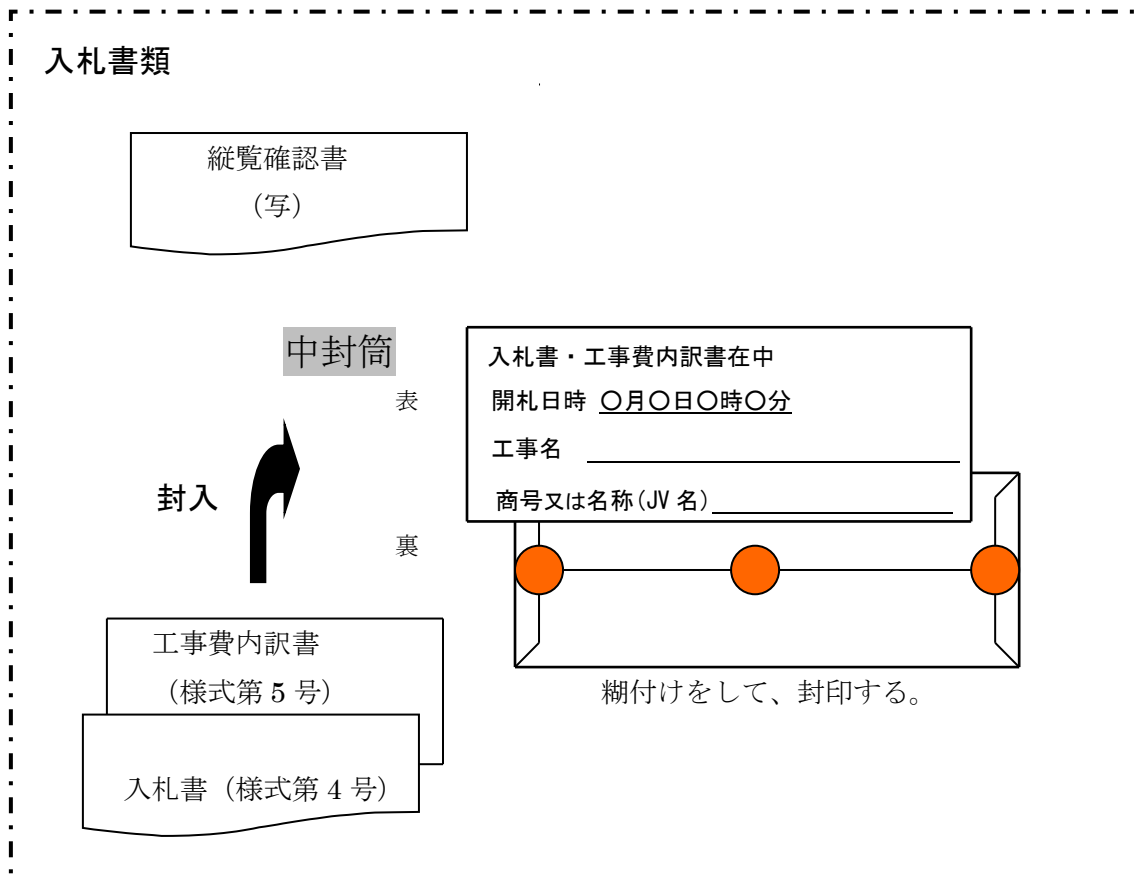 入札書類
縦覧確認書
（写）
中封筒
表
入札書・工事費内訳書在中
開札日時 〇月〇日〇時〇分
工事名
商号又は名称（JV 名）
封入
裏
工事費内訳書
（様式第 5 号）
糊付けをして、封印する。
入札書（様式第 4 号）